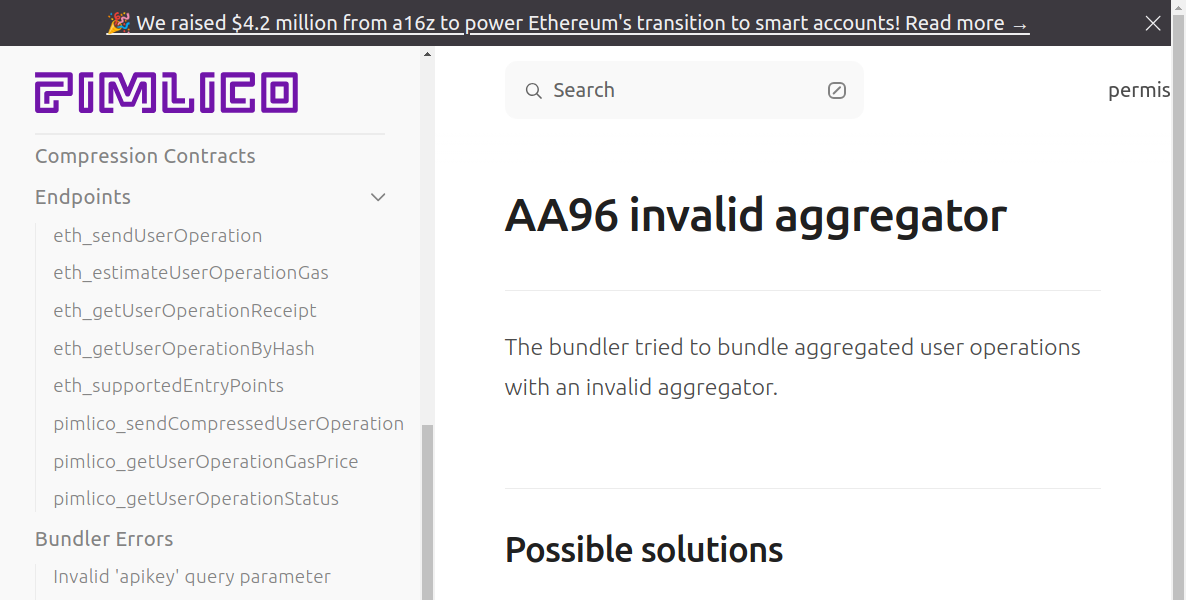 🎉 We raised $4.2 million from a16z to power Ethereum's transition to smart accounts! Read more →
PIMLICO
Compression Contracts
Endpoints
eth_sendUserOperation
eth_estimateUserOperationGas
eth_getUserOperationReceipt
eth_getUserOperationByHash
eth_supportedEntryPoints
pimlico_sendCompressedUserOperation
pimlico_getUserOperationGasPrice
pimlico_getUserOperationStatus
Bundler Errors
Invalid 'apikey' query parameter
Search
permis
AA96 invalid aggregator
The bundler tried to bundle aggregated user operations
with an invalid aggregator.
Possible solutions